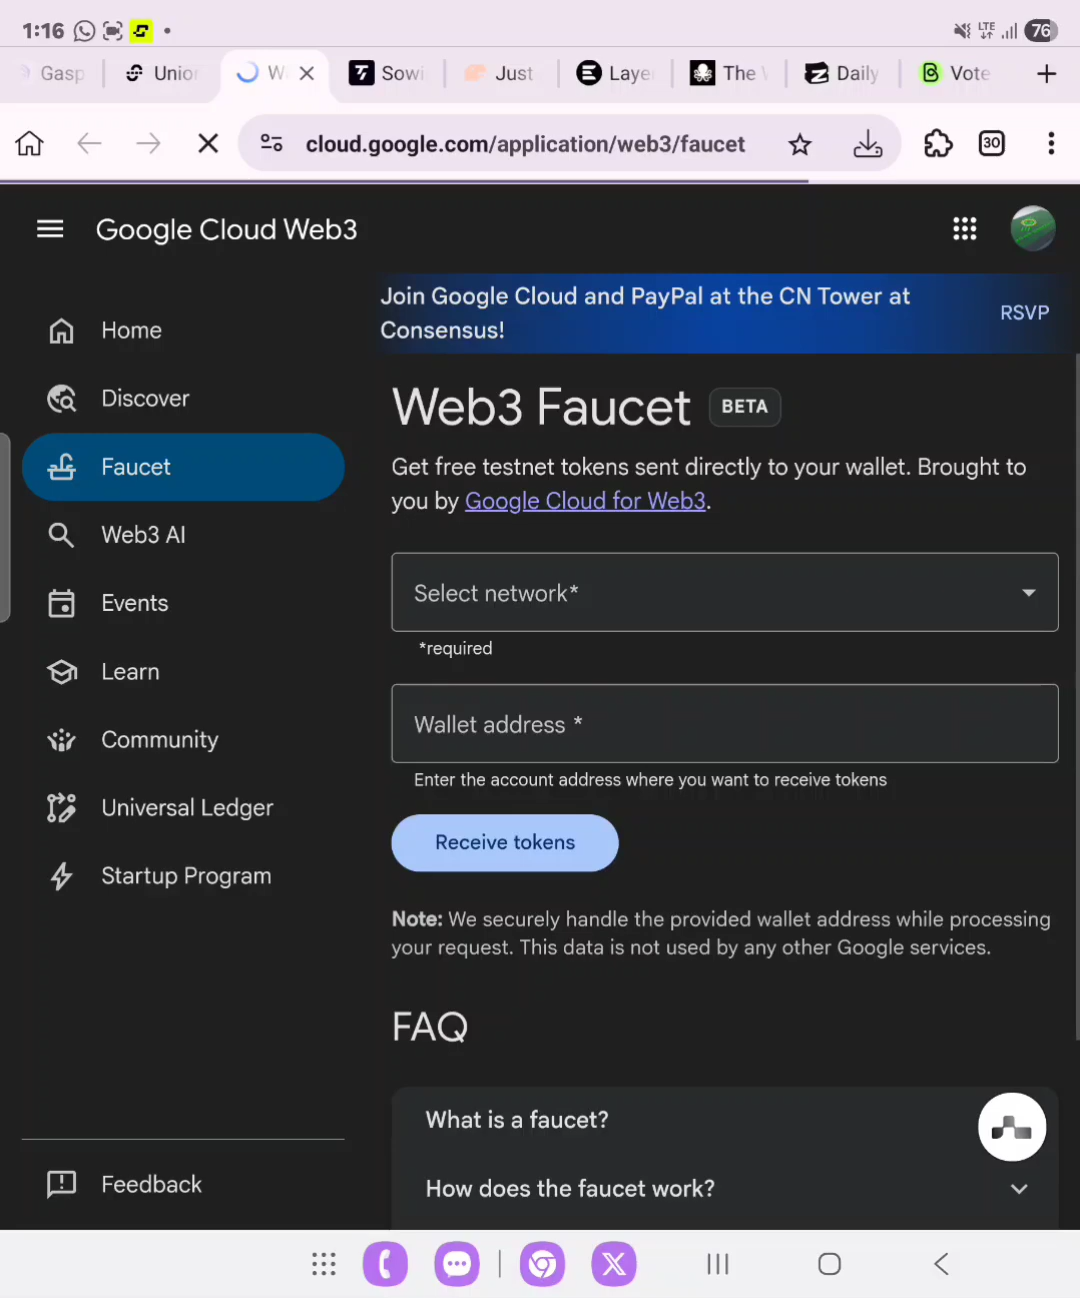 1:16
LTE
76
Gasp
Union
W
Sowi
Just
Laye
The
Daily
Vote
cloud.google.com/application/web3/faucet
30
Google Cloud Web3
Join Google Cloud and PayPal at the CN Tower at
Consensus!
RSVP
Home
Discover
Faucet
Web3 AI
Events
Learn
Community
Universal Ledger
Startup Program
Feedback
Web3 Faucet BETA
Get free testnet tokens sent directly to your wallet. Brought to
you by Google Cloud for Web3.
Select network*
*required
Wallet address *
Enter the account address where you want to receive tokens
Receive tokens
Note: We securely handle the provided wallet address while processing
your request. This data is not used by any other Google services.
FAQ
What is a faucet?
How does the faucet work?